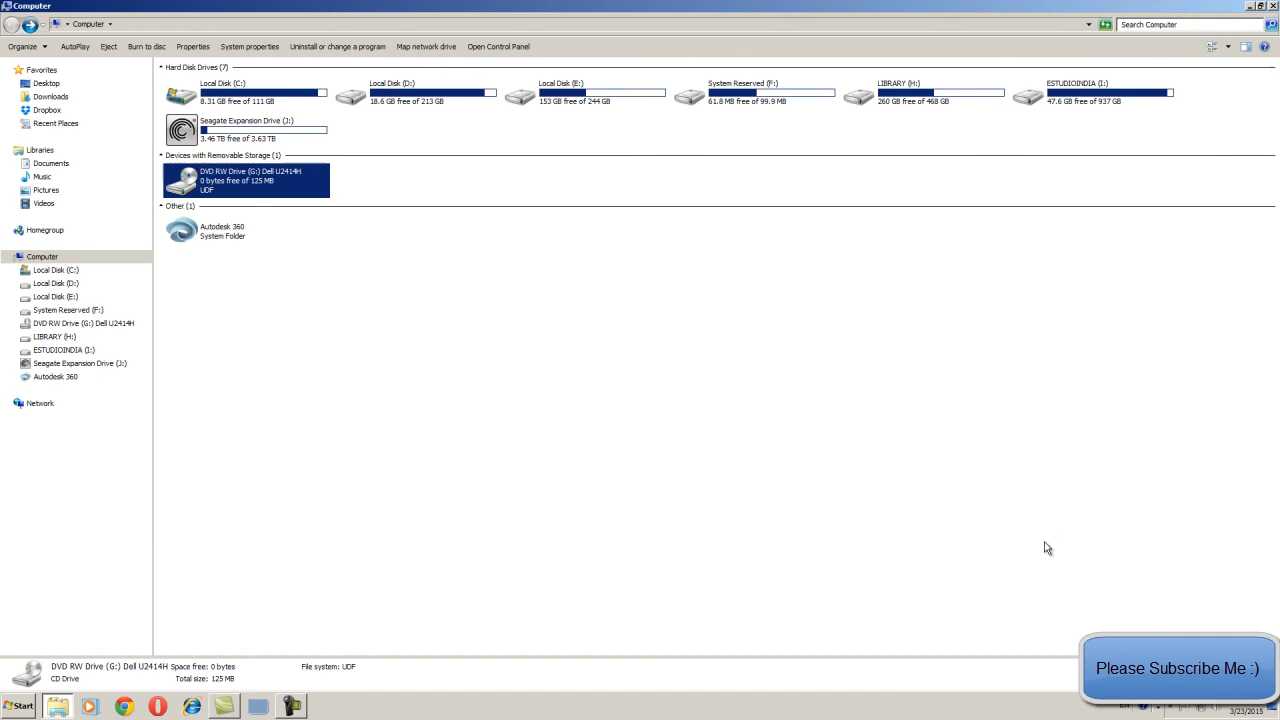 Computer
Computer
Search Computer
Organize
AutoPlay
Eject
Burn to disc
Properties
System properties
Uninstall or change a program
Map network drive
Open Control Panel
Favorites
Desktop
Downloads
Dropbox
Recent Places
Libraries
Documents
Music
Pictures
Videos
Homegroup
Computer
Local Disk (C:)
Local Disk (D:)
Local Disk (E:)
System Reserved (F:)
DVD RW Drive (G:) Dell U2414H
LIBRARY (H:)
ESTUDIOINDIA (I:)
Seagate Expansion Drive (J:)
Autodesk 360
Network
Hard Disk Drives (7)
Local Disk (C:)
8.31 GB free of 111 GB
Local Disk (D:)
18.6 GB free of 213 GB
Local Disk (E:)
153 GB free of 244 GB
System Reserved (F:)
61.8 MB free of 99.9 MB
LIBRARY (H:)
260 GB free of 468 GB
ESTUDIOINDIA (I:)
47.6 GB free of 937 GB
Seagate Expansion Drive (J:)
3.46 TB free of 3.63 TB
Devices with Removable Storage (1)
DVD RW Drive (G:) Dell U2414H
0 bytes free of 125 MB
UDF
Other (1)
Autodesk 360
System Folder
DVD RW Drive (G:) Dell U2414H Space free: 0 bytes File system: UDF
CD Drive Total size: 125 MB
Please Subscribe Me :)
Start
3/23/2015